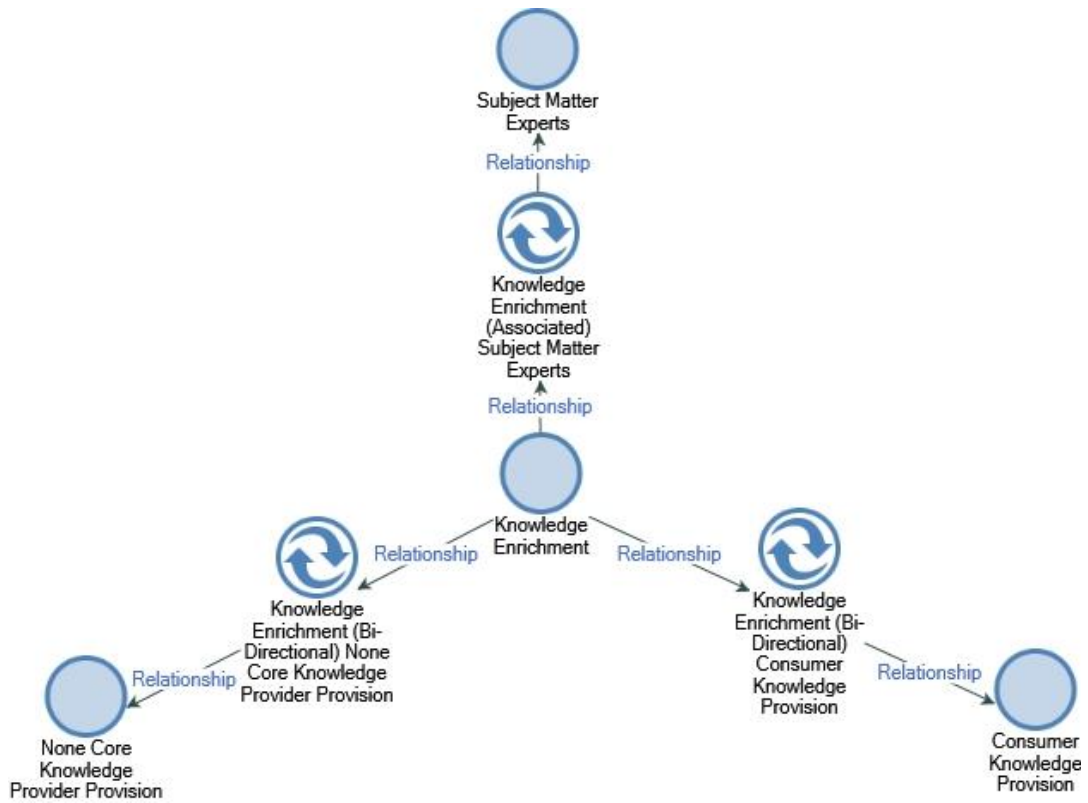 Subject Matter
Experts
Relationship
Knowledge
Enrichment
(Associated)
Subject Matter
Experts
Relationship
Knowledge
Enrichment
Relationship
Relationship
Knowledge
Enrichment (Bi-
Directional) None
Core Knowledge
Provider Provision
Knowledge
Enrichment (Bi-
Directional)
Consumer
Knowledge
Provision
Relationship
Relationship
None Core
Knowledge
Provider Provision
Consumer
Knowledge
Provision